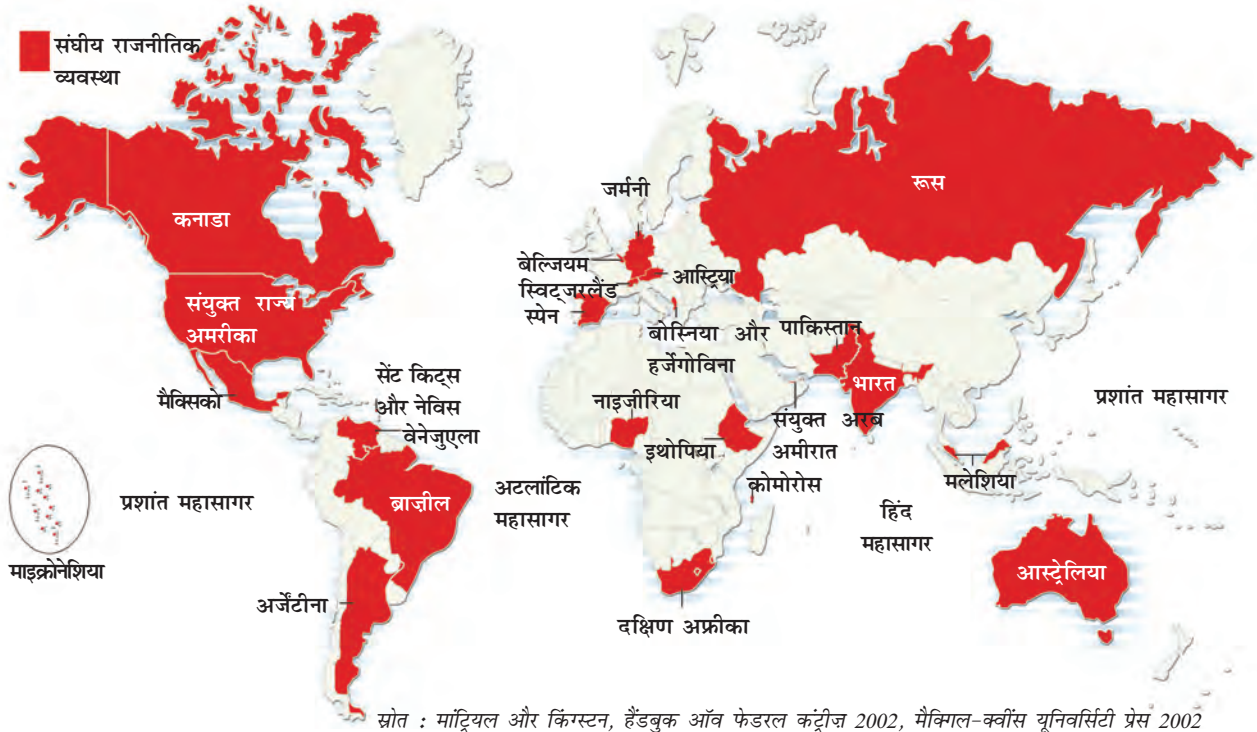 संघीय राजनीतिक
व्यवस्था
कनाडा
संयुक्त राज्य
अमरीका
मैक्सिको
सेंट किट्स
और नेविस
वेनेजुएला
ब्राज़ील
अर्जेंटीना
प्रशांत महासागर
माइक्रोनेशिया
अटलांटिक
महासागर
जर्मनी
बेल्जियम
स्विट्जरलैंड
स्पेन
आस्ट्रिया
बोस्निया और
हर्जेगोविना
रूस
पाकिस्तान
भारत
नाइजीरिया
इथोपिया
संयुक्त अरब
अमीरात
कोमोरोस
दक्षिण अफ्रीका
हिंद
महासागर
मलेशिया
प्रशांत महासागर
आस्ट्रेलिया
स्रोत : मांट्रियल और किंग्स्टन, हैंडबुक ऑव फेडरल कंट्रीज़ 2002, मैक्गिल-क्वींस यूनिवर्सिटी प्रेस 2002